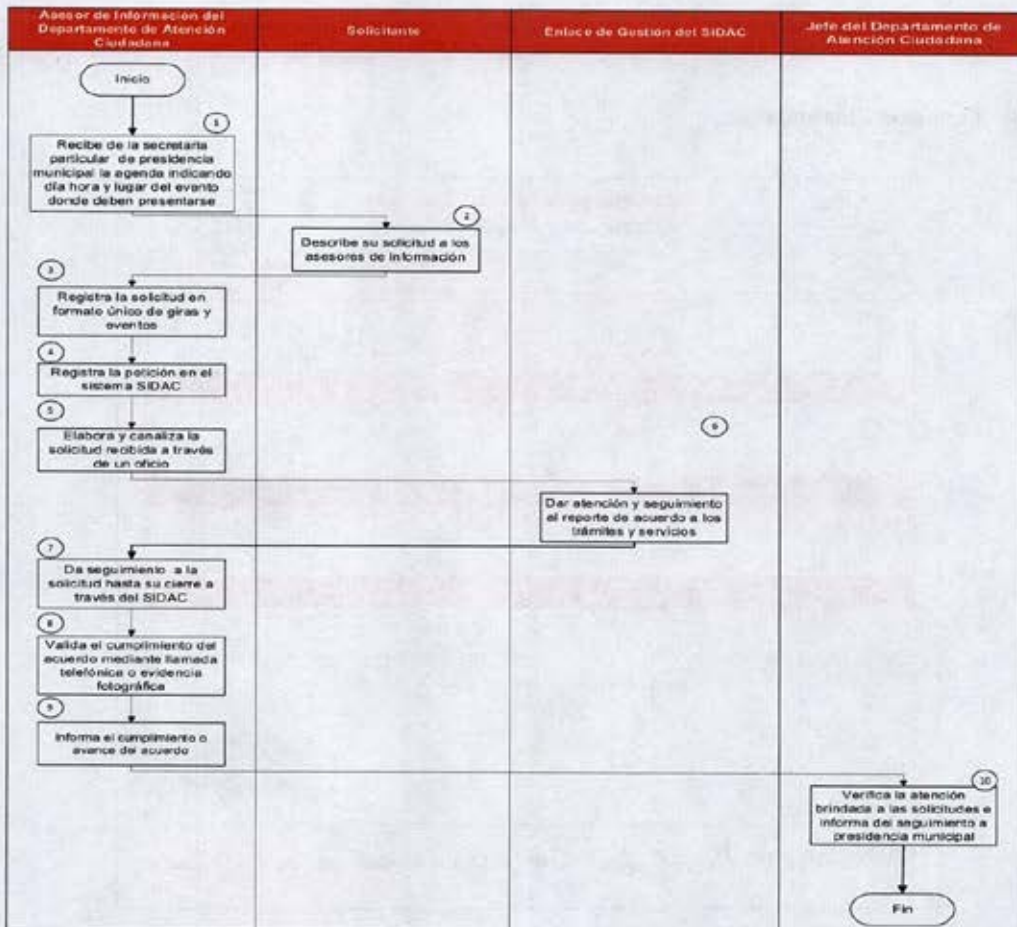 Asesor de Información del
Departamento de Atención
Ciudadana
Solicitante
Enlace de Gestión del SIDAC
Jefe del Departamento de
Atención Ciudadana
Inicio
1
Recibe de la secretaria
particular de presidencia
municipal la agenda indicando
día hora y lugar del evento
donde deben presentarse
2
Describe su solicitud a los
asesores de información
3
Registra la solicitud en
formato único de giras y
eventos
4
Registra la petición en el
sistema SIDAC
5
Elabora y canaliza la
solicitud recibida a través
de un oficio
6
Dar atención y seguimiento
el reporte de acuerdo a los
trámites y servicios
7
Da seguimiento a la
solicitud hasta su cierre a
través del SIDAC
8
Valida el cumplimiento del
acuerdo mediante llamada
telefónica o evidencia
fotográfica
9
Informa el cumplimiento o
avance del acuerdo
10
Verifica la atención
brindada a las solicitudes e
informa del seguimiento a
presidencia municipal
Fin